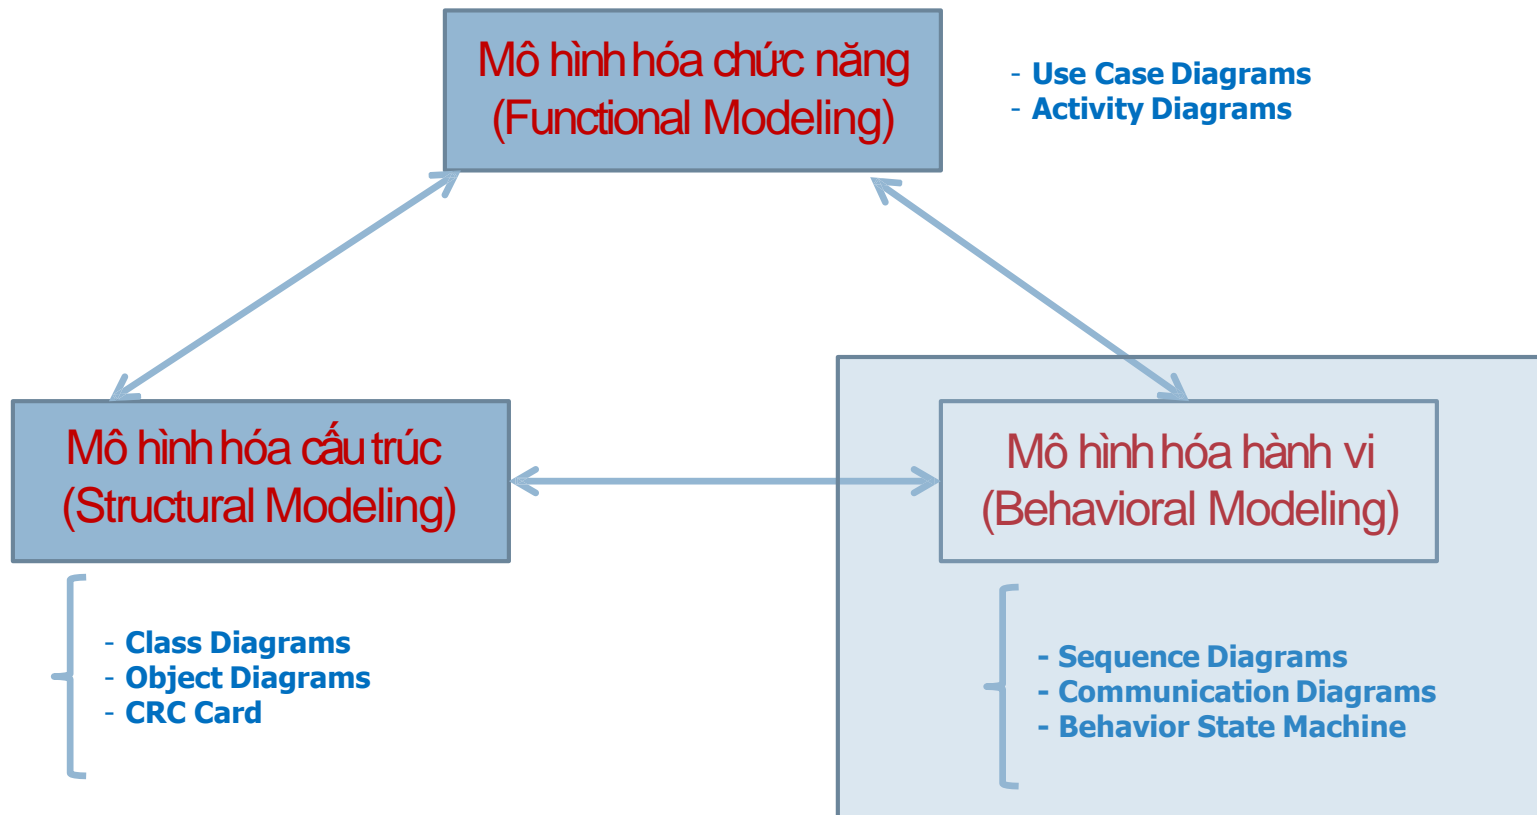 Mô hình hóa chức năng
(Functional Modeling)
- Use Case Diagrams
- Activity Diagrams
Mô hình hóa cấu trúc
(Structural Modeling)
Mô hình hóa hành vi
(Behavioral Modeling)
- Class Diagrams
- Object Diagrams
- CRC Card
- Sequence Diagrams
- Communication Diagrams
- Behavior State Machine